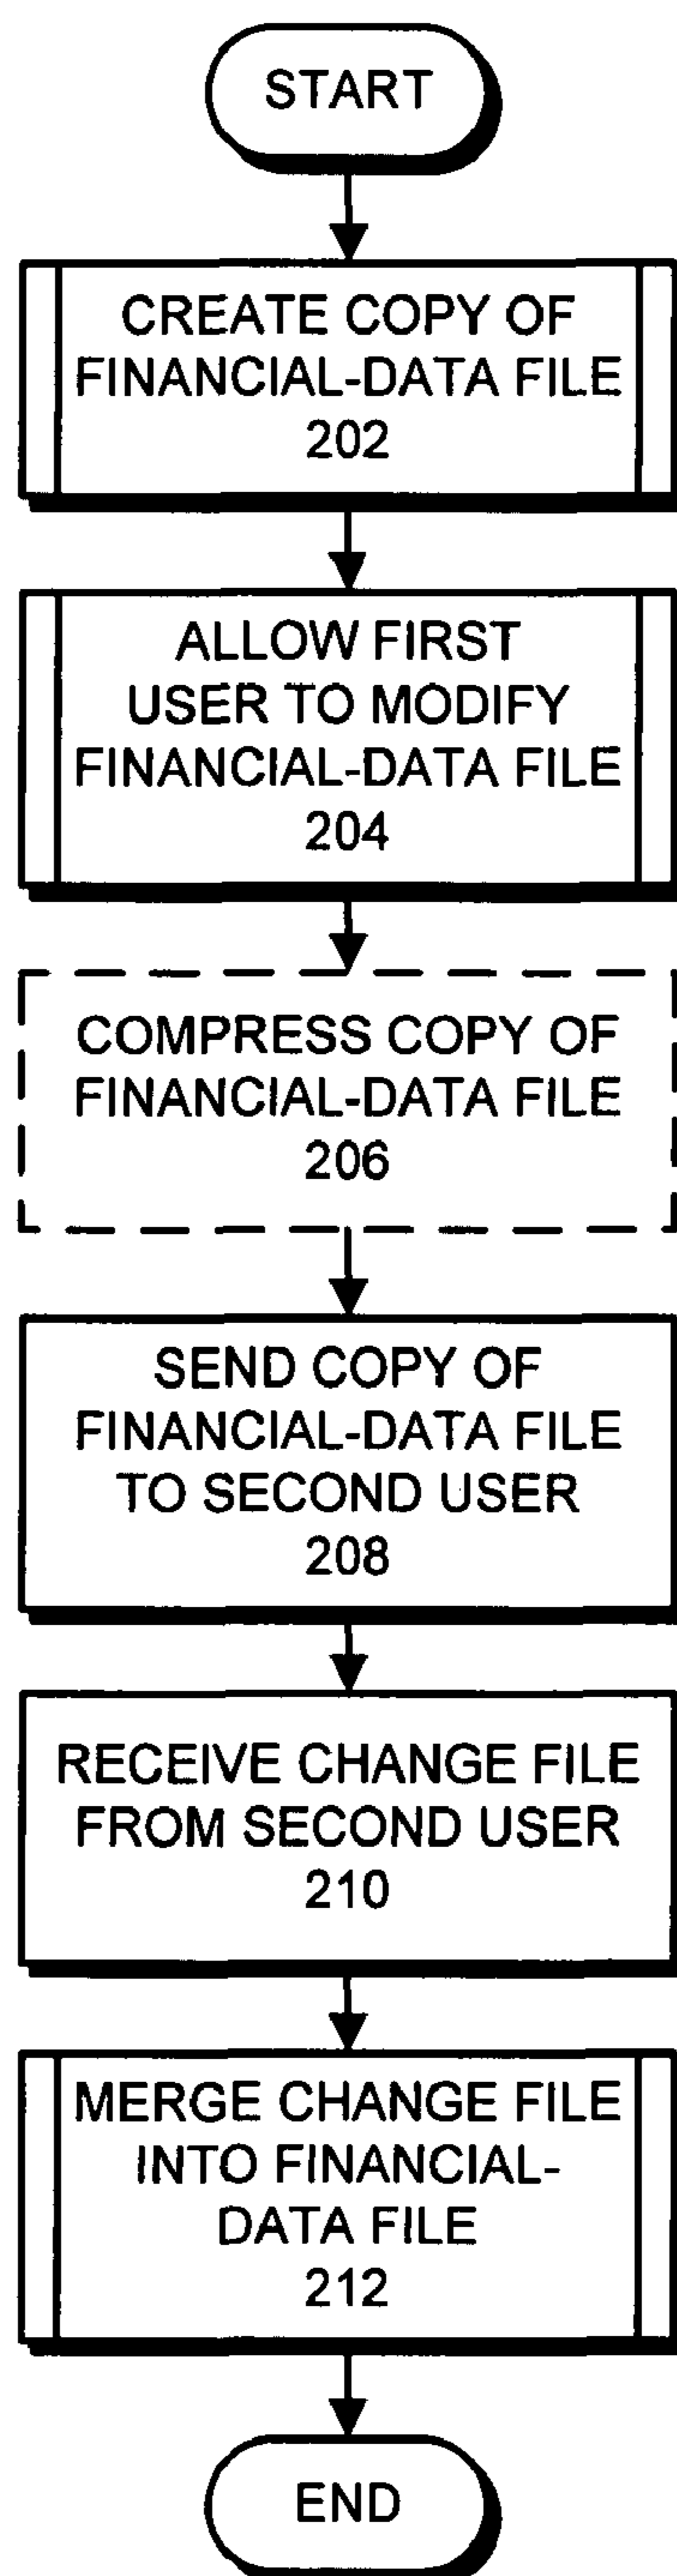 START
CREATE COPY OF
FINANCIAL-DATA FILE
202
ALLOW FIRST
USER TO MODIFY
FINANCIAL-DATA FILE
204
COMPRESS COPY OF
FINANCIAL-DATA FILE
206
SEND COPY OF
FINANCIAL-DATA FILE
TO SECOND USER
208
RECEIVE CHANGE FILE
FROM SECOND USER
210
MERGE CHANGE FILE
INTO FINANCIAL-
DATA FILE
212
END